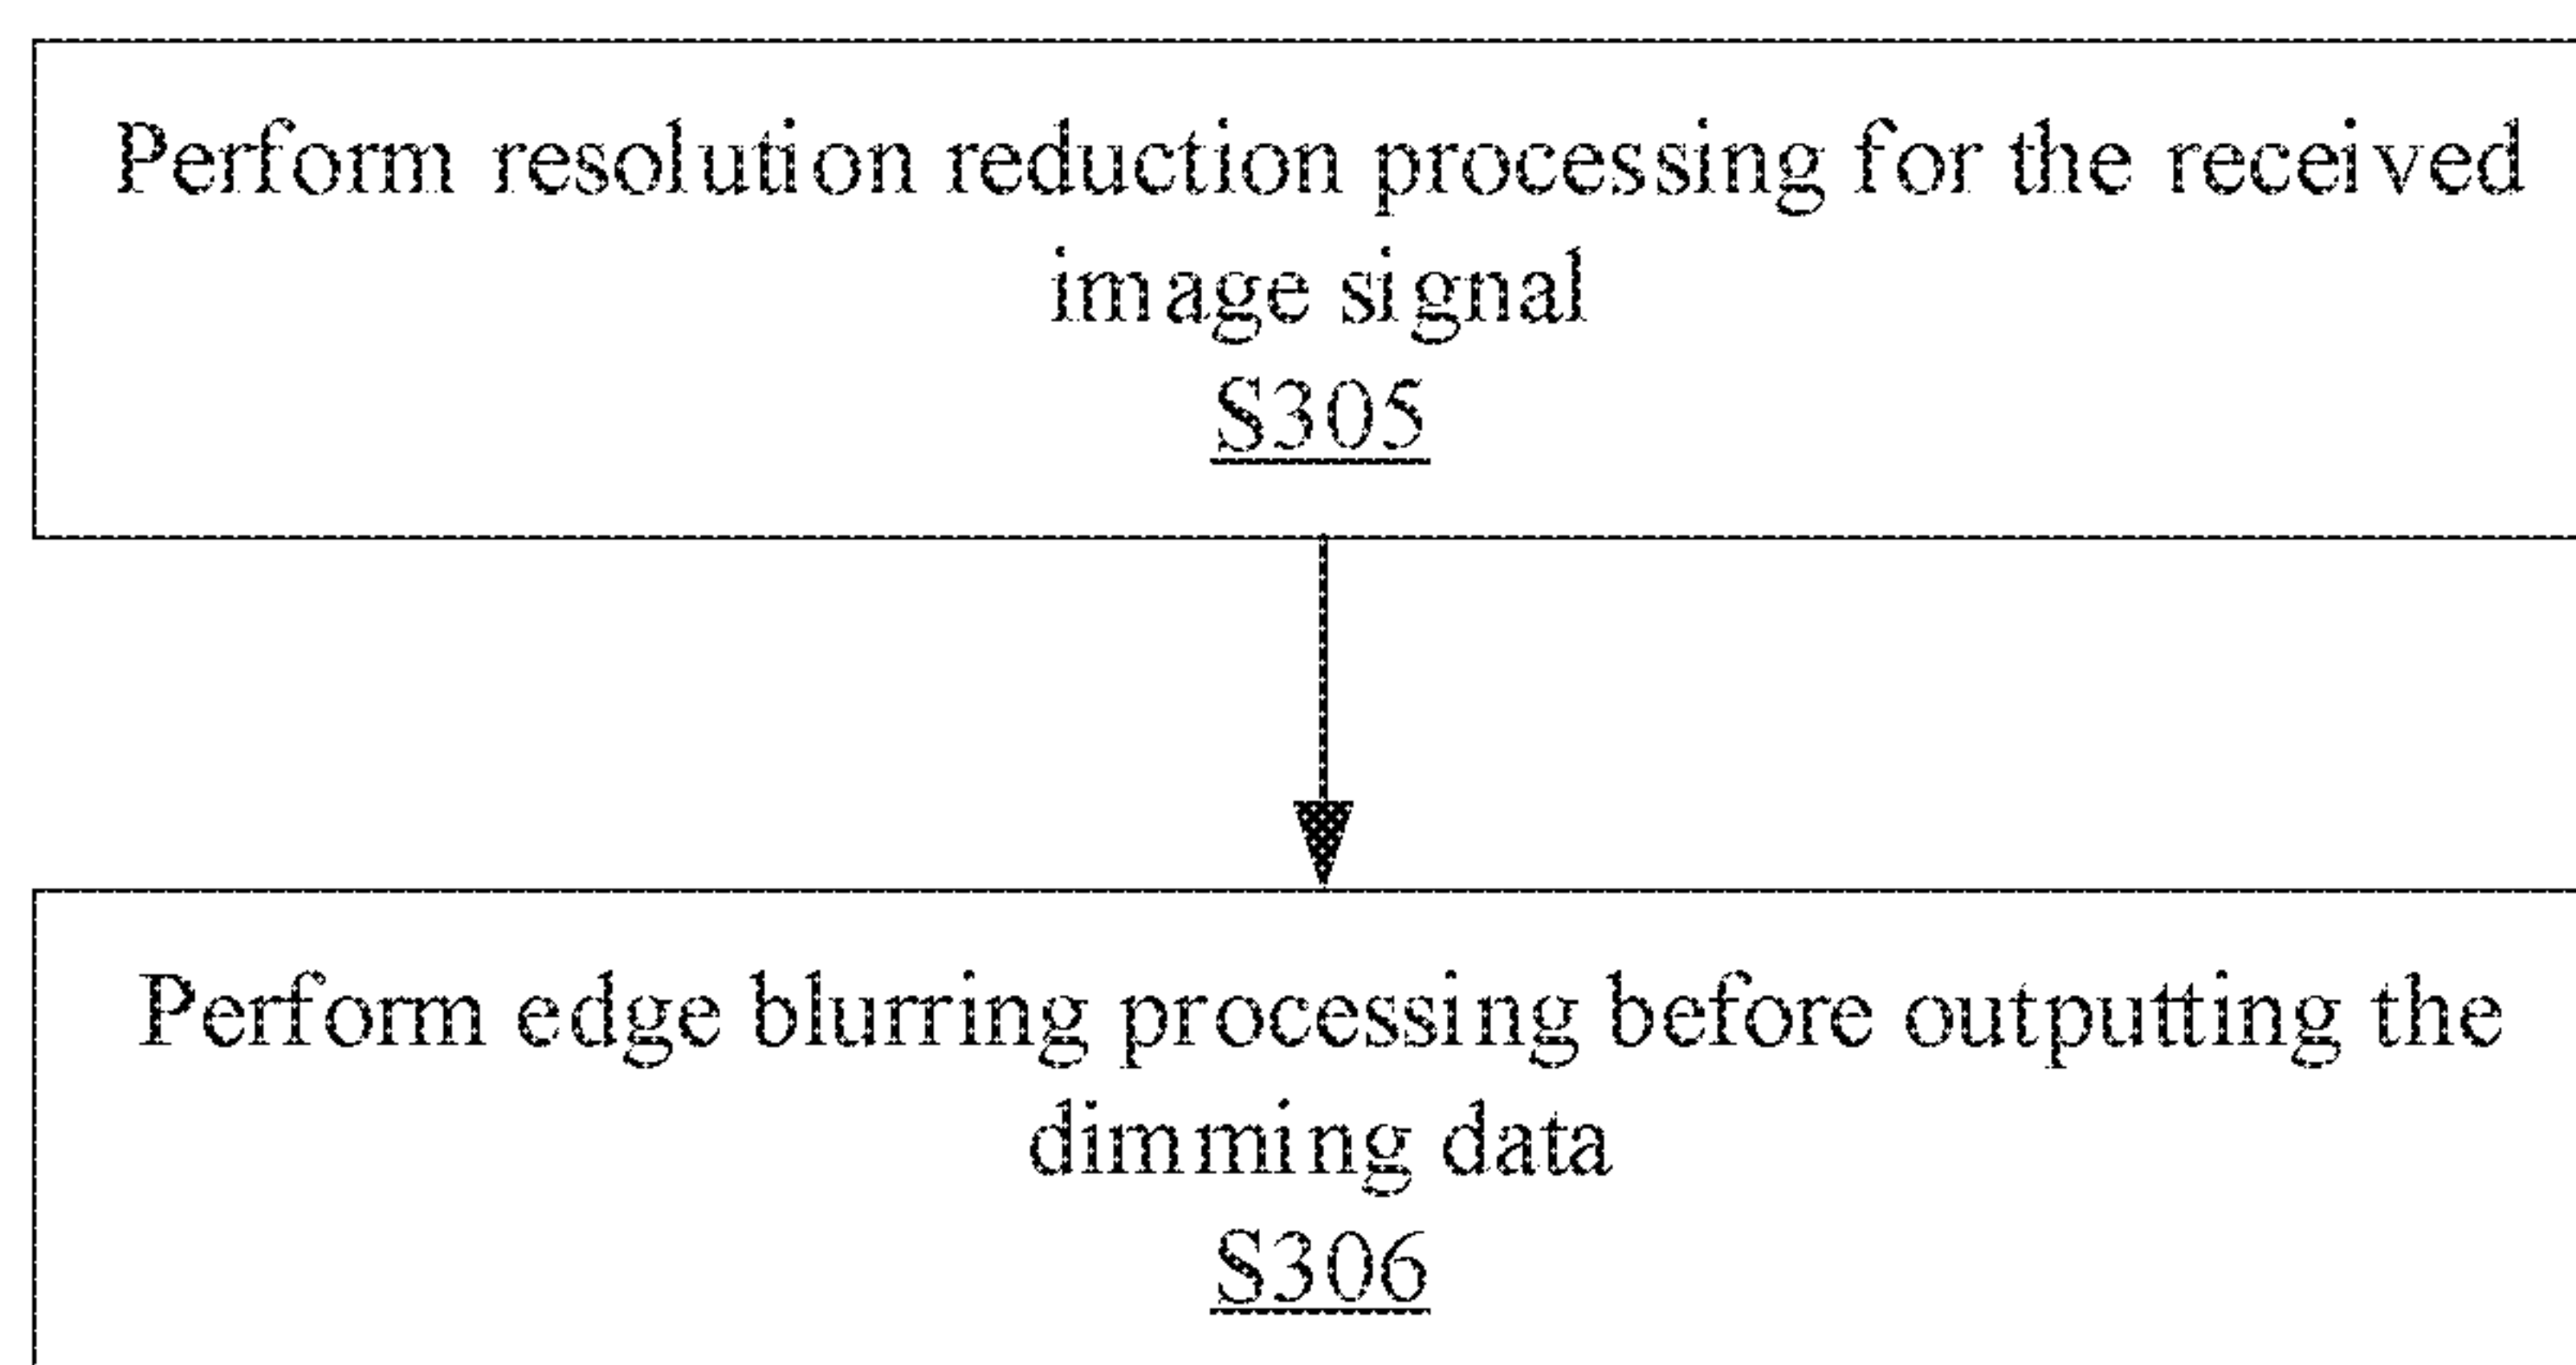 Perform resolution reduction processing for the received
image signal
S305
Perform edge blurring processing before outputting the
dimming data
S306